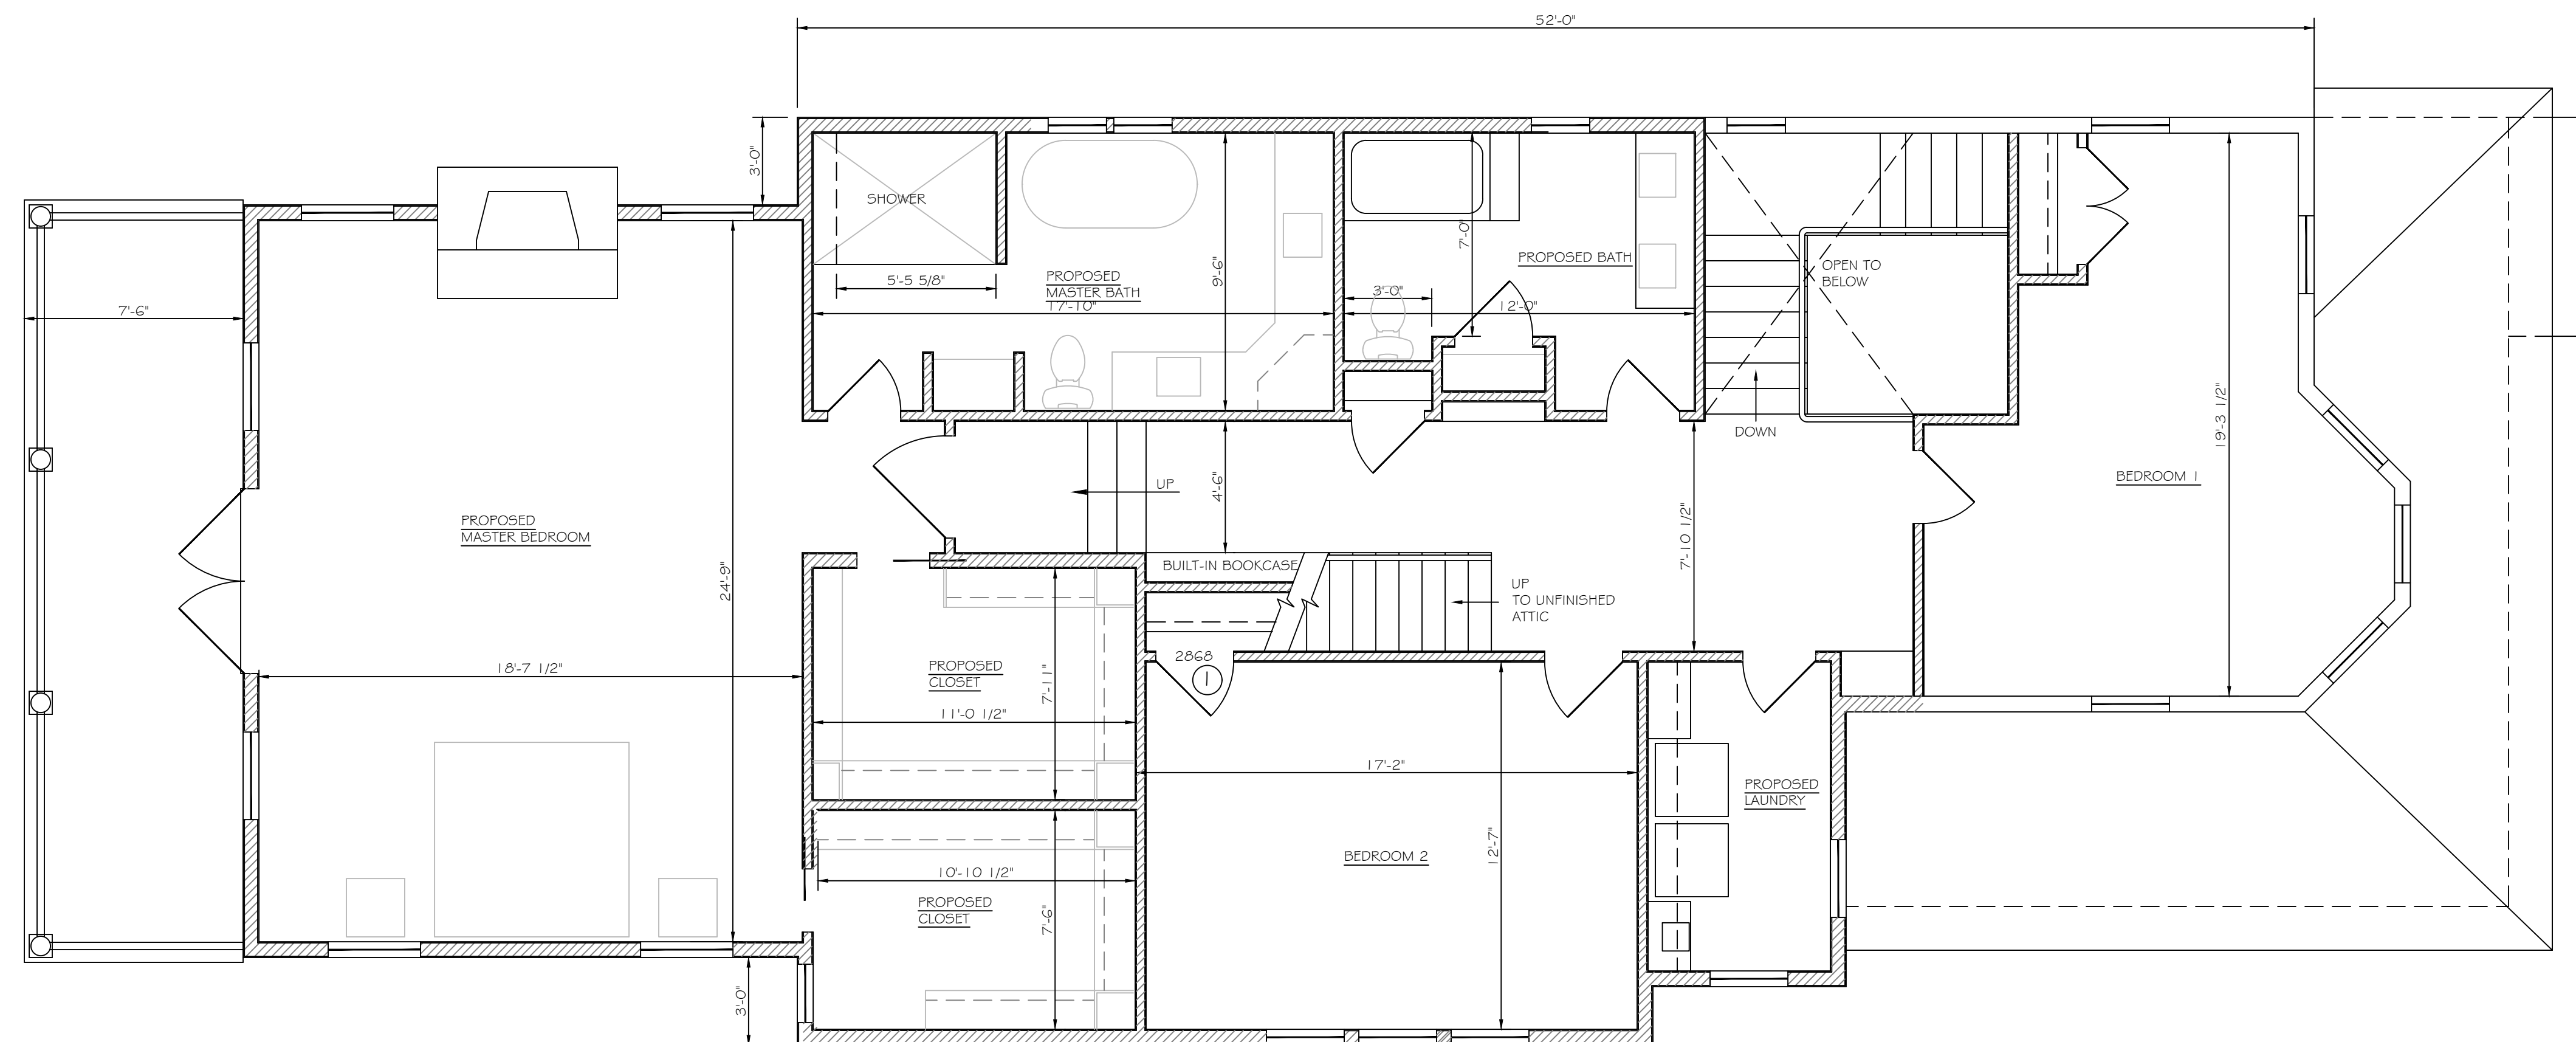 52'-0"
3'-0"
SHOWER
5'-5 5/8"
PROPOSED
MASTER BATH
17'-10"
9'-6"
7'-0"
3'-0"
12'-0"
PROPOSED BATH
OPEN TO
BELOW
DOWN
7'-6"
19'-3 1/2"
BEDROOM 1
UP
4'-6"
7'-10 1/2"
PROPOSED
MASTER BEDROOM
24'-9"
18'-7 1/2"
BUILT-IN BOOKCASE
UP
TO UNFINISHED
ATTIC
2868
1
PROPOSED
CLOSET
7'-11"
11'-0 1/2"
17'-2"
PROPOSED
LAUNDRY
BEDROOM 2
12'-7"
10'-10 1/2"
PROPOSED
CLOSET
7'-6"
3'-0"